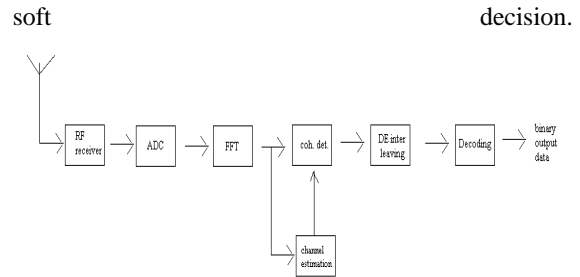 soft decision.
RF
receiver
ADC
FFT
coh. det.
DE inter
leaving
Decoding
binary
output
data
channel
estimation